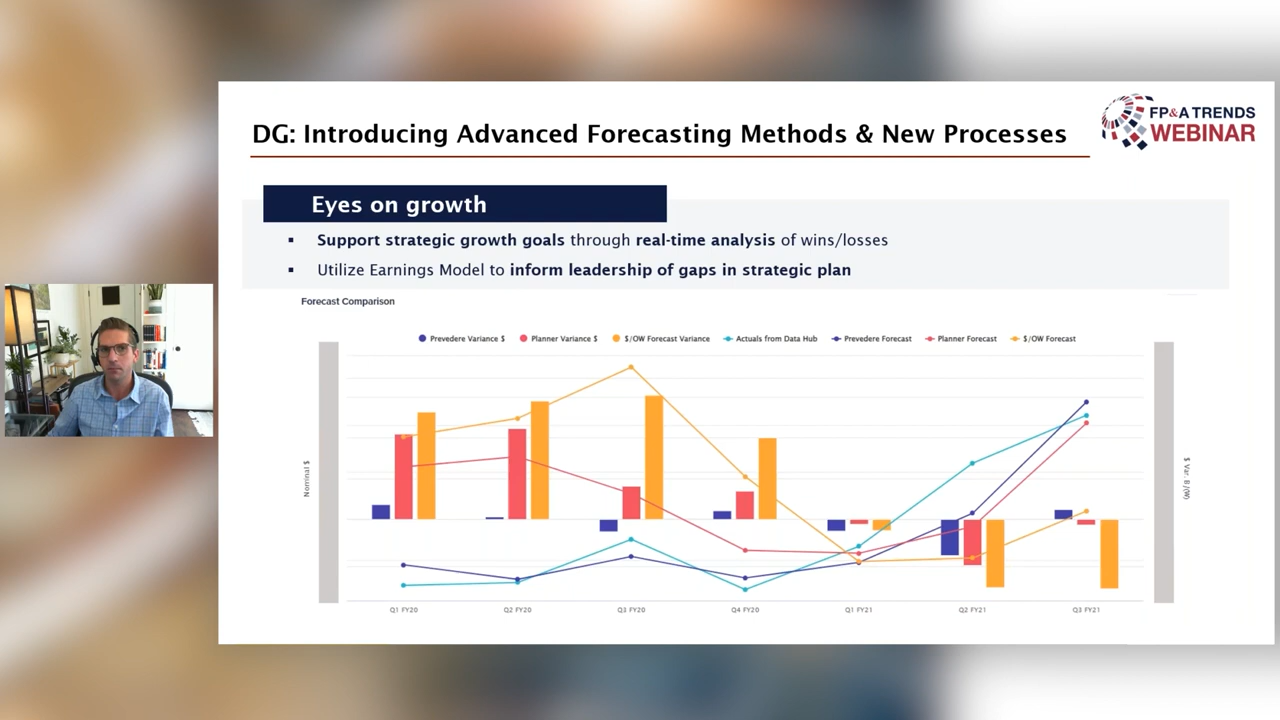 DG: Introducing Advanced Forecasting Methods & New Processes
FP&A TRENDS
WEBINAR
Eyes on growth
▪ Support strategic growth goals through real-time analysis of wins/losses
▪ Utilize Earnings Model to inform leadership of gaps in strategic plan
Forecast Comparison
Prevedere Variance $ Planner Variance $ $/OW Forecast Variance Actuals from Data Hub Prevedere Forecast Planner Forecast $/OW Forecast
Nominal $
$ Var. B/(W)
Q1 FY20 Q2 FY20 Q3 FY20 Q4 FY20 Q1 FY21 Q2 FY21 Q3 FY21